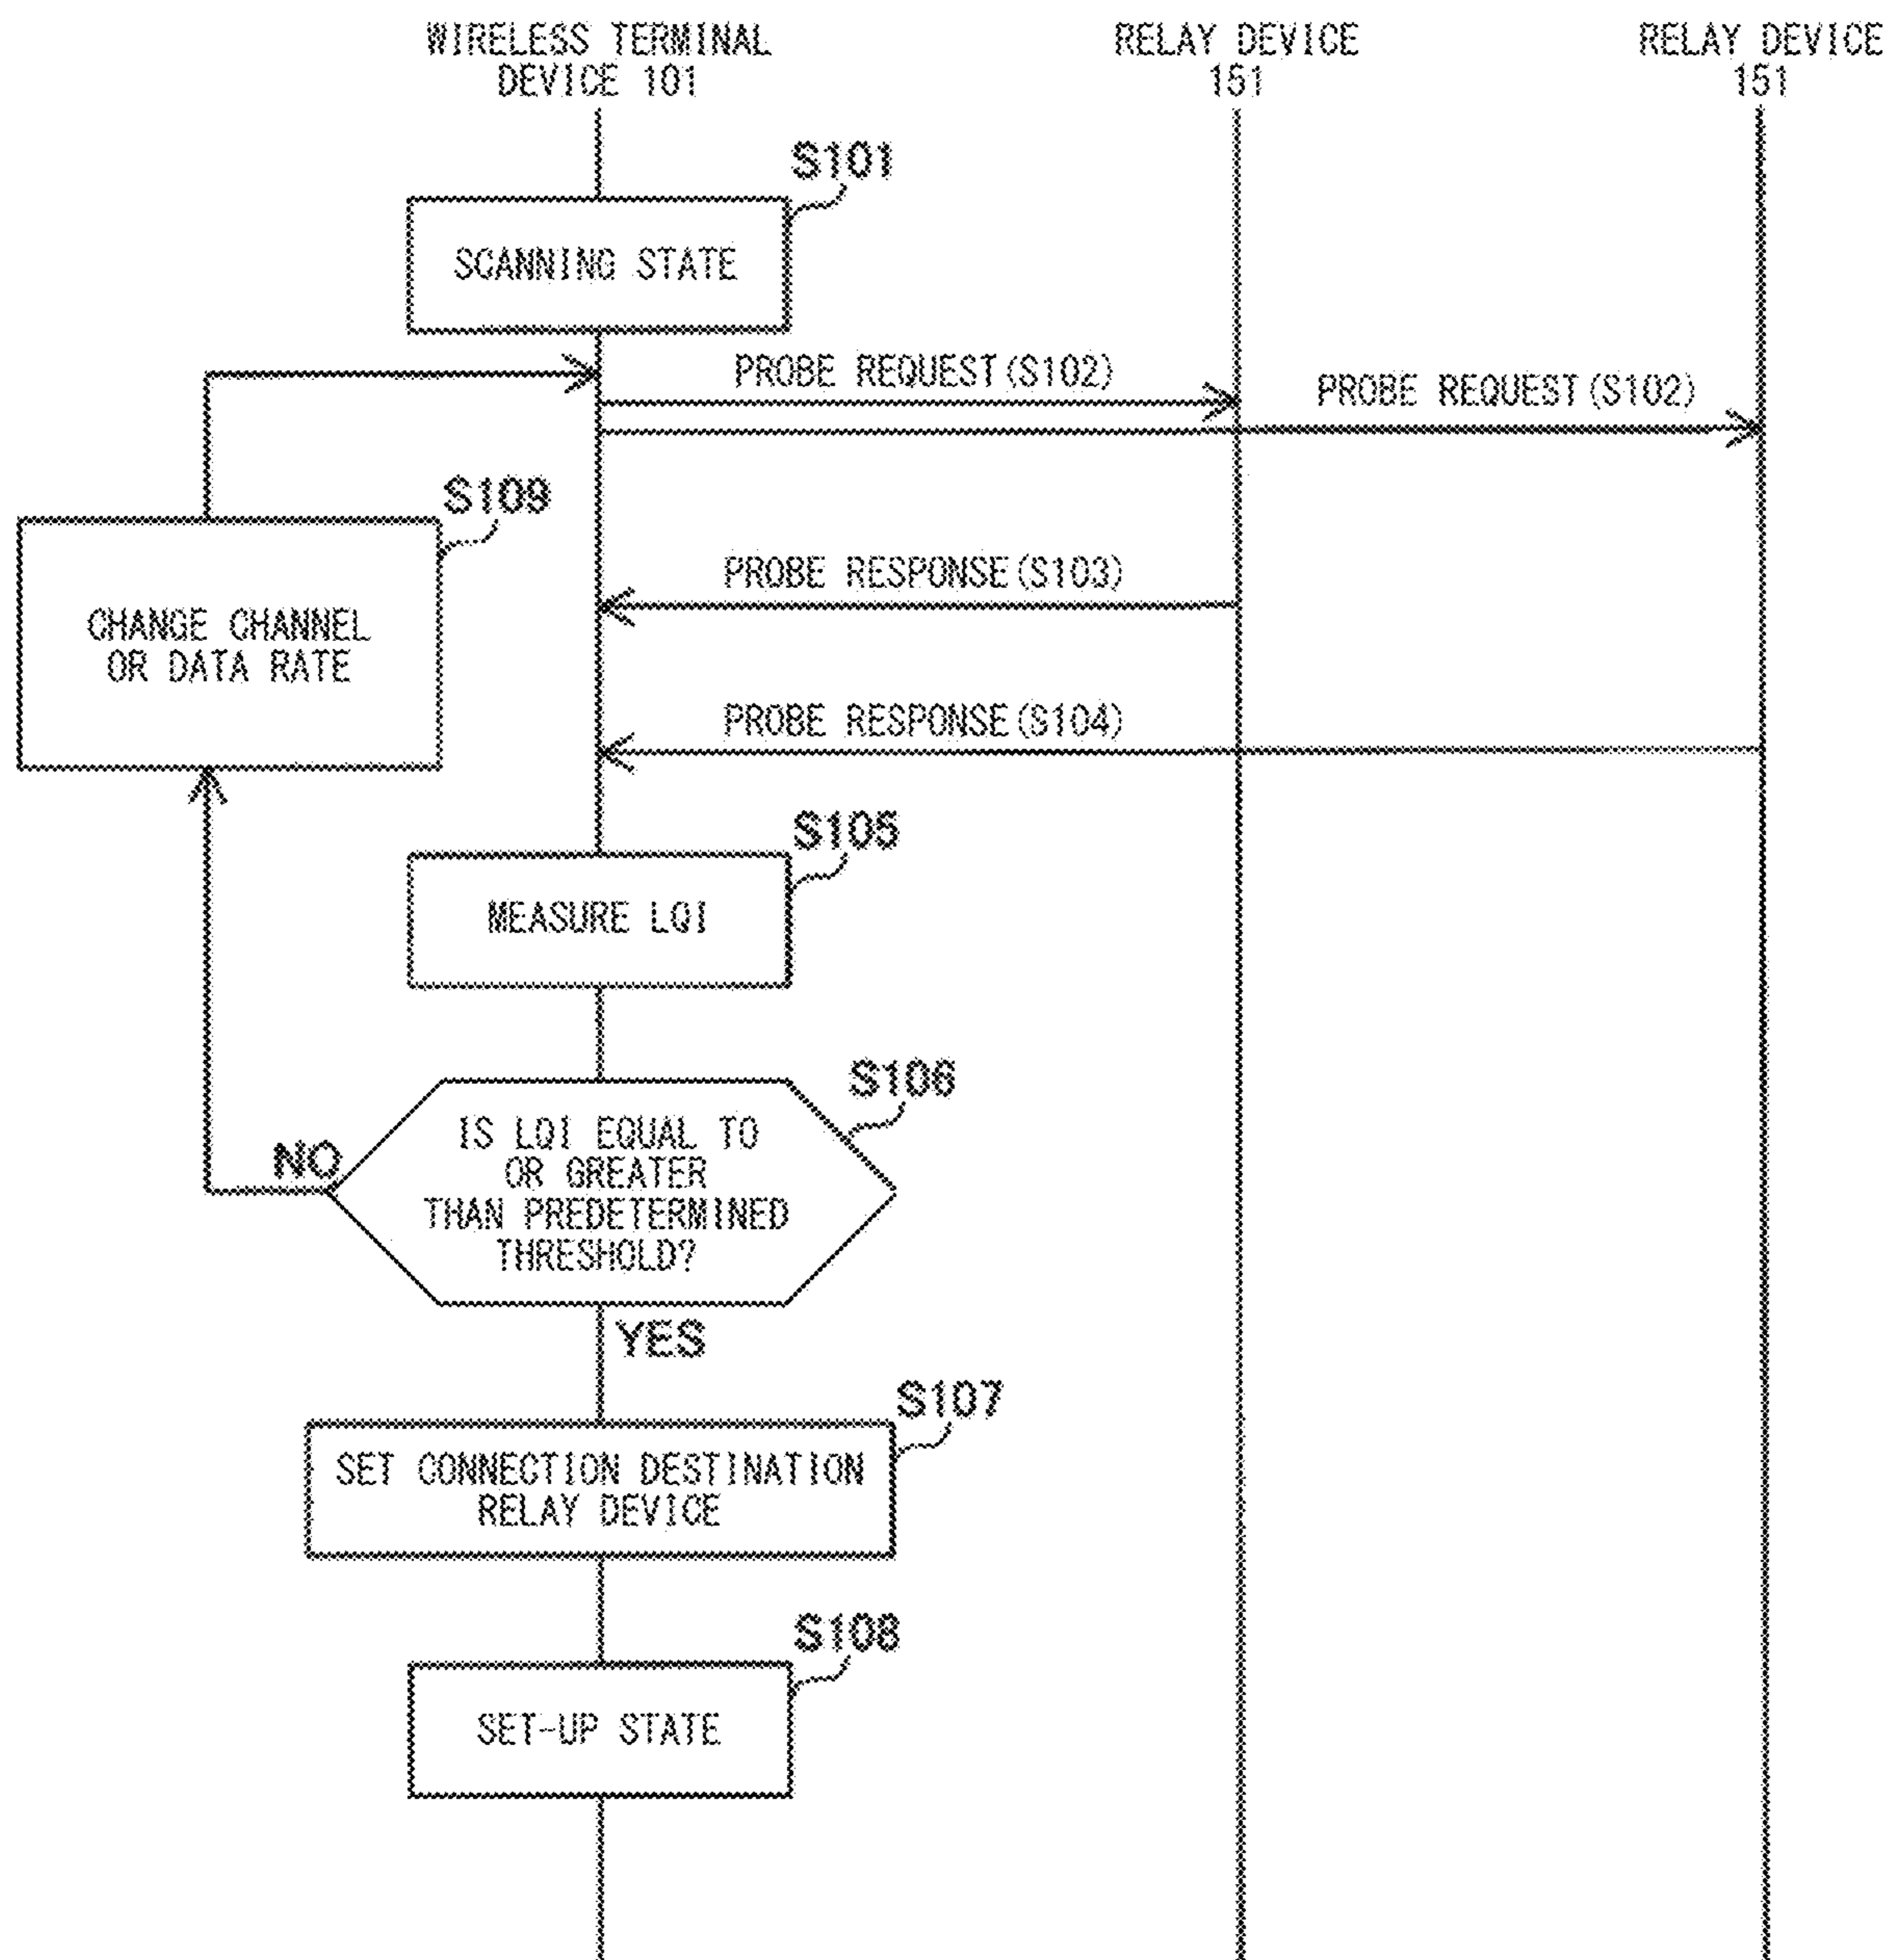 WIRELESS TERMINAL
DEVICE 101
RELAY DEVICE
151
RELAY DEVICE
151
S101
SCANNING STATE
PROBE REQUEST(S102)
PROBE REQUEST(S102)
S109
CHANGE CHANNEL
OR DATA RATE
PROBE RESPONSE(S103)
PROBE RESPONSE(S104)
S105
MEASURE LQI
S106
IS LQI EQUAL TO
OR GREATER
THAN PREDETERMINED
THRESHOLD?
NO
YES
S107
SET CONNECTION DESTINATION
RELAY DEVICE
S108
SET-UP STATE